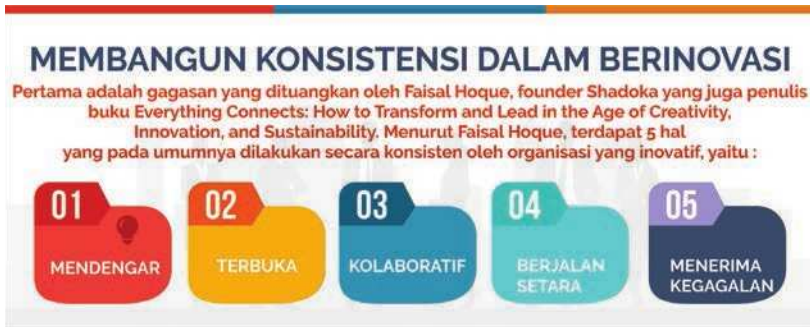 MEMBANGUN KONSISTENSI DALAM BERINOVASI
Pertama adalah gagasan yang dituangkan oleh Faisal Hoque, founder Shadoka yang juga penulis
buku Everything Connects: How to Transform and Lead in the Age of Creativity,
Innovation, and Sustainability. Menurut Faisal Hoque, terdapat 5 hal
yang pada umumnya dilakukan secara konsisten oleh organisasi yang inovatif, yaitu :
01
MENDENGAR
02
TERBUKA
03
KOLABORATIF
04
BERJALAN
SETARA
05
MENERIMA
KEGAGALAN